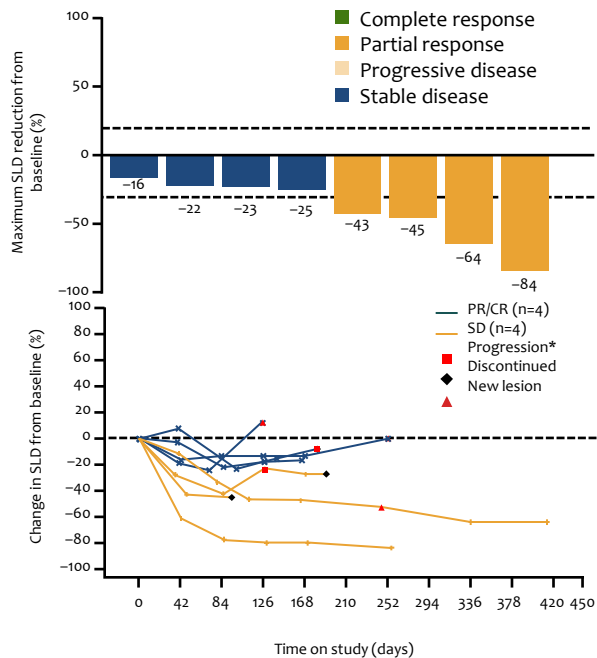 Complete response
Partial response
Progressive disease
Stable disease
Maximum SLD reduction from
baseline (%)
100
50
0
−50
−100
−16
−22
−23
−25
−43
−45
−64
−84
PR/CR (n=4)
SD (n=4)
Progression*
Discontinued
New lesion
Change in SLD from baseline (%)
100
80
60
40
20
0
−20
−40
−60
−80
−100
0 42 84 126 168 210 252 294 336 378 420 450
Time on study (days)